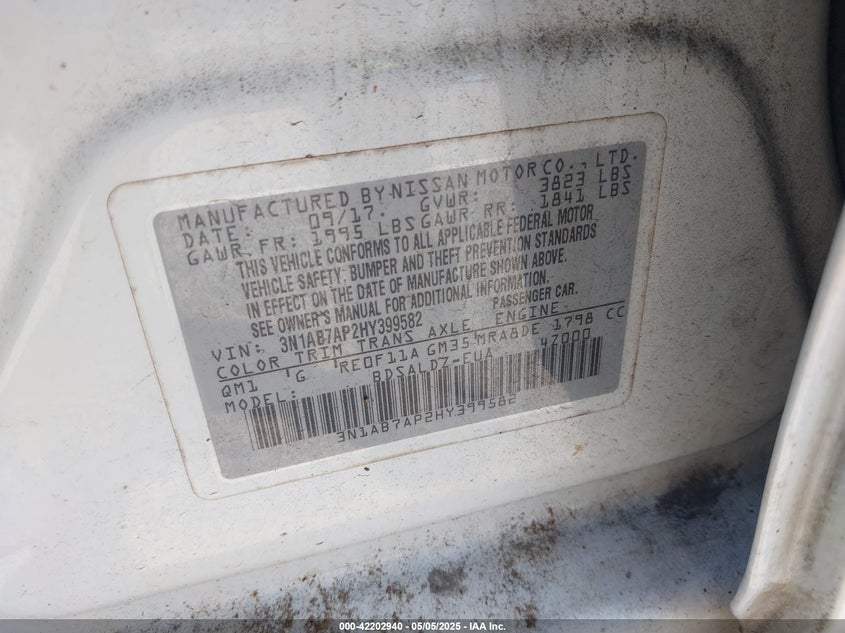 MANUFACTURED BY NISSAN MOTOR CO., LTD.
DATE: 09/17. GVWR: 3823 LBS
GAWR FR: 1995 LBS GAWR RR: 1841 LBS
THIS VEHICLE CONFORMS TO ALL APPLICABLE FEDERAL MOTOR
VEHICLE SAFETY, BUMPER AND THEFT PREVENTION STANDARDS
IN EFFECT ON THE DATE OF MANUFACTURE SHOWN ABOVE.
SEE OWNER'S MANUAL FOR ADDITIONAL INFORMATION.
VIN: 3N1AB7AP2HY399582 PASSENGER CAR.
COLOR TRIM TRANS AXLE ENGINE
QM1 G RE0F11A GM35 MRA8DE 1798 CC
MODEL: BDSALDZ-EUA 47000
3N1AB7AP2HY399582
000-42202940 - 05/05/2025 - IAA Inc.